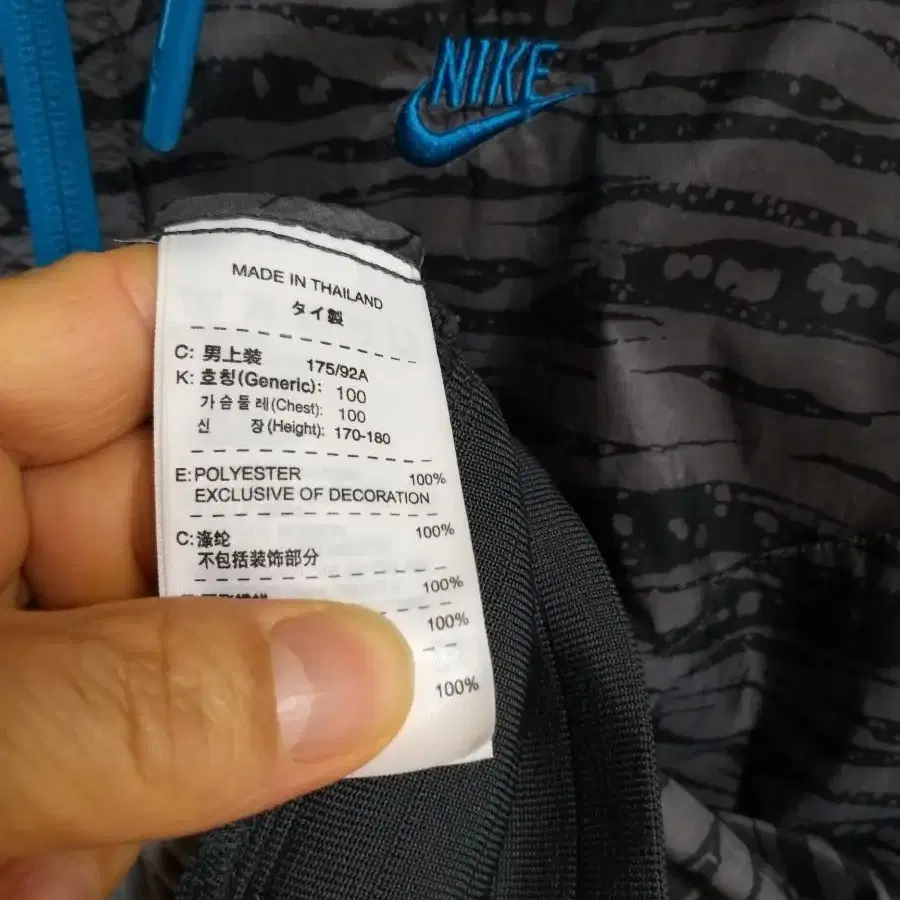 NIKE
MADE IN THAILAND
タイ製
C: 男上装 175/92A
K: 호칭(Generic): 100
가슴둘레(Chest): 100
신 장(Height): 170-180
E: POLYESTER 100%
EXCLUSIVE OF DECORATION
C: 涤纶 100%
不包括装饰部分
100%
100%
100%